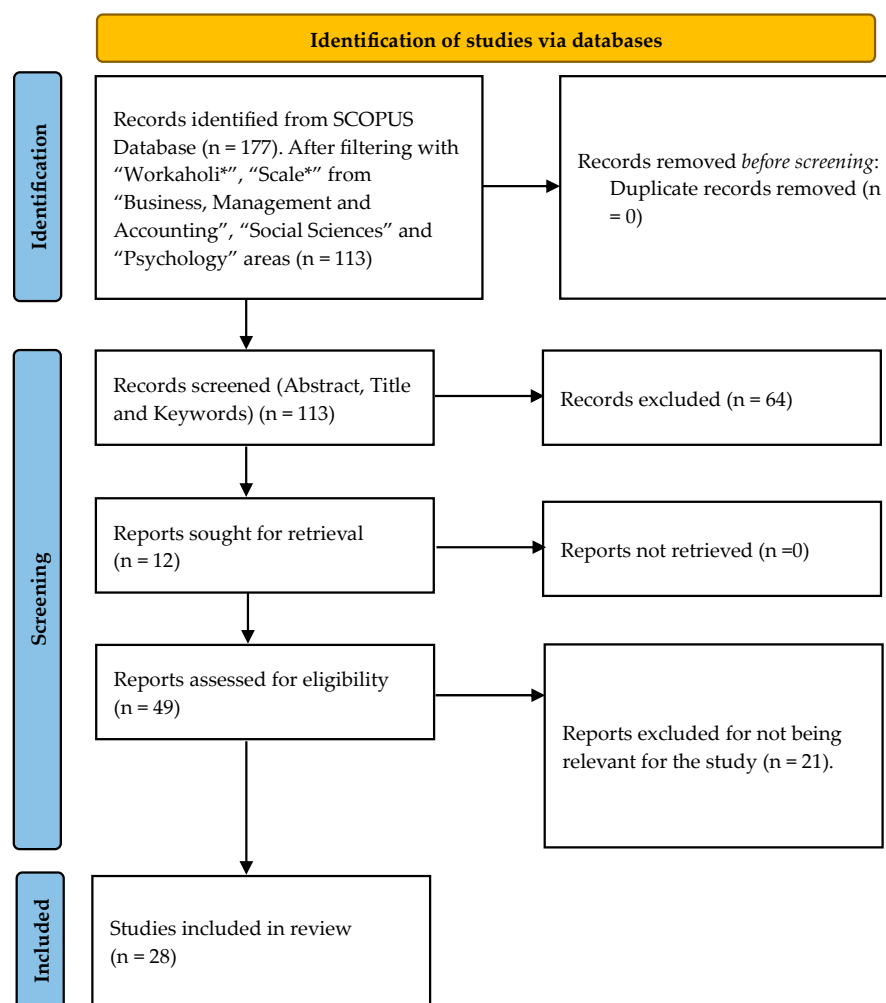 Identification of studies via databases
Identification
Records identified from SCOPUS
Database (n = 177). After filtering with
“Workaholi*”, “Scale*” from
“Business, Management and
Accounting”, “Social Sciences” and
“Psychology” areas (n = 113)
Records removed before screening:
Duplicate records removed (n
= 0)
Screening
Records screened (Abstract, Title
and Keywords) (n = 113)
Records excluded (n = 64)
Reports sought for retrieval
(n = 12)
Reports not retrieved (n =0)
Reports assessed for eligibility
(n = 49)
Reports excluded for not being
relevant for the study (n = 21).
Included
Studies included in review
(n = 28)